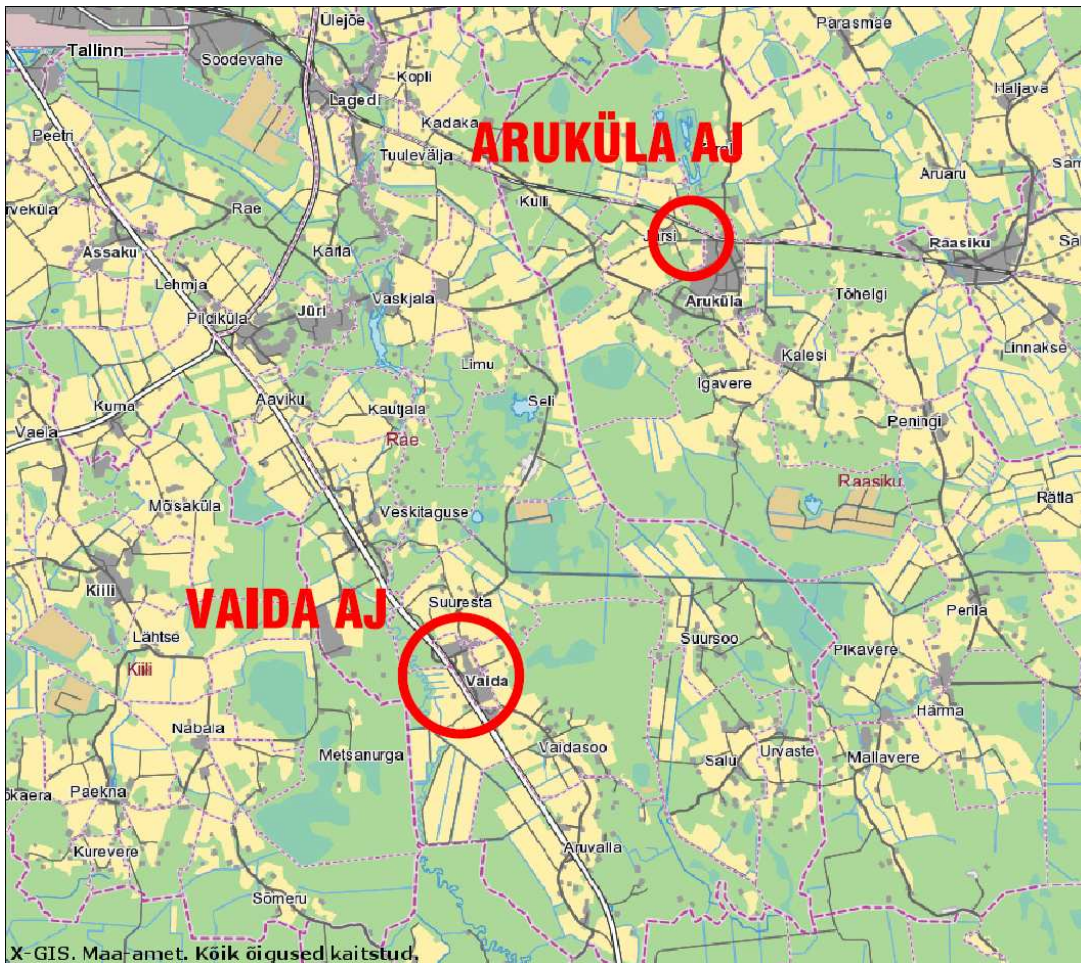 Ülejõe
Parasmäe
Tallinn
Soodevahe
Kopli
Haljava
Lagedi
Kadaka
Peetri
ARUKÜLA AJ
Tuulevälja
Aruaru
Kulli
Rae
Järsi
Assaku
Karla
Raasiku
Lehmja
Vaskjala
Aruküla
Tõhelgi
Jüri
Pildiküla
Linnakse
Kalesi
Limu
Igavere
Aaviku
Seli
Kurna
Kautjala
Peningi
Vaela
Rae
Raasiku
Rätla
Mõisaküla
Veskitaguse
Kiili
VAIDA AJ
Suuresta
Perila
Lähtse
Suursoo
Pikavere
Kiili
Vaida
Härma
Nabala
Metsanurga
Vaidasoo
Urvaste
Salu
Mallavere
Paekna
Kurevere
Aruvalla
Sõmeru
X-GIS. Maa-amet. Kõik õigused kaitstud.